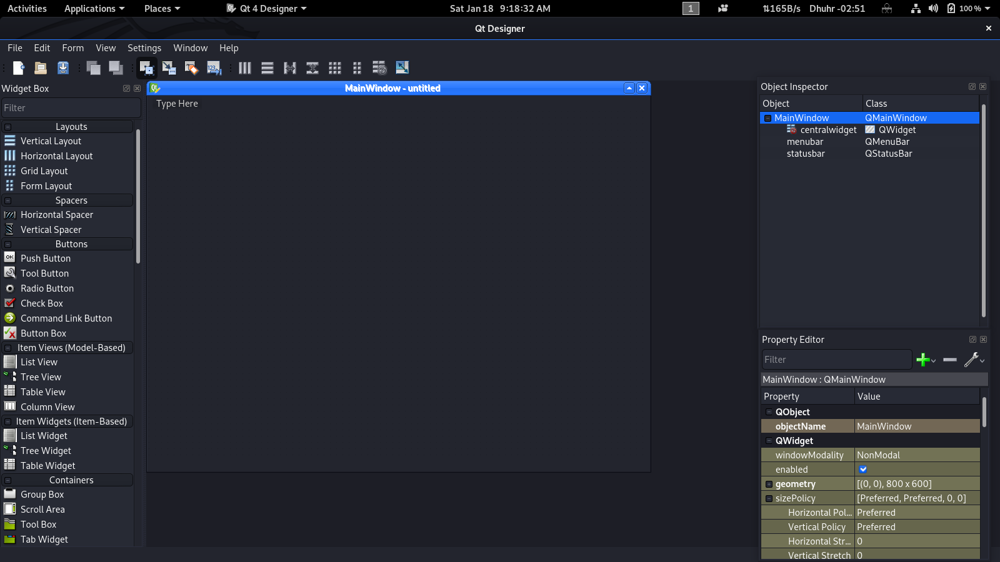 Activities Applications Places Qt 4 Designer Sat Jan 18 9:18:32 AM 1 ⇅165B/s Dhuhr -02:51 100 %
Qt Designer
File Edit Form View Settings Window Help
123
Widget Box
Filter
Layouts
Vertical Layout
Horizontal Layout
Grid Layout
Form Layout
Spacers
Horizontal Spacer
Vertical Spacer
Buttons
OK Push Button
Tool Button
Radio Button
Check Box
Command Link Button
Button Box
Item Views (Model-Based)
List View
Tree View
Table View
Column View
Item Widgets (Item-Based)
List Widget
Tree Widget
Table Widget
Containers
Group Box
Scroll Area
Tool Box
Tab Widget
Qt MainWindow - untitled
Type Here
Object Inspector
Object Class
MainWindow QMainWindow
centralwidget QWidget
menubar QMenuBar
statusbar QStatusBar
Property Editor
Filter
MainWindow : QMainWindow
Property Value
QObject
objectName MainWindow
QWidget
windowModality NonModal
enabled
geometry [(0, 0), 800 x 600]
sizePolicy [Preferred, Preferred, 0, 0]
Horizontal Pol... Preferred
Vertical Policy Preferred
Horizontal Str... 0
Vertical Stretch 0